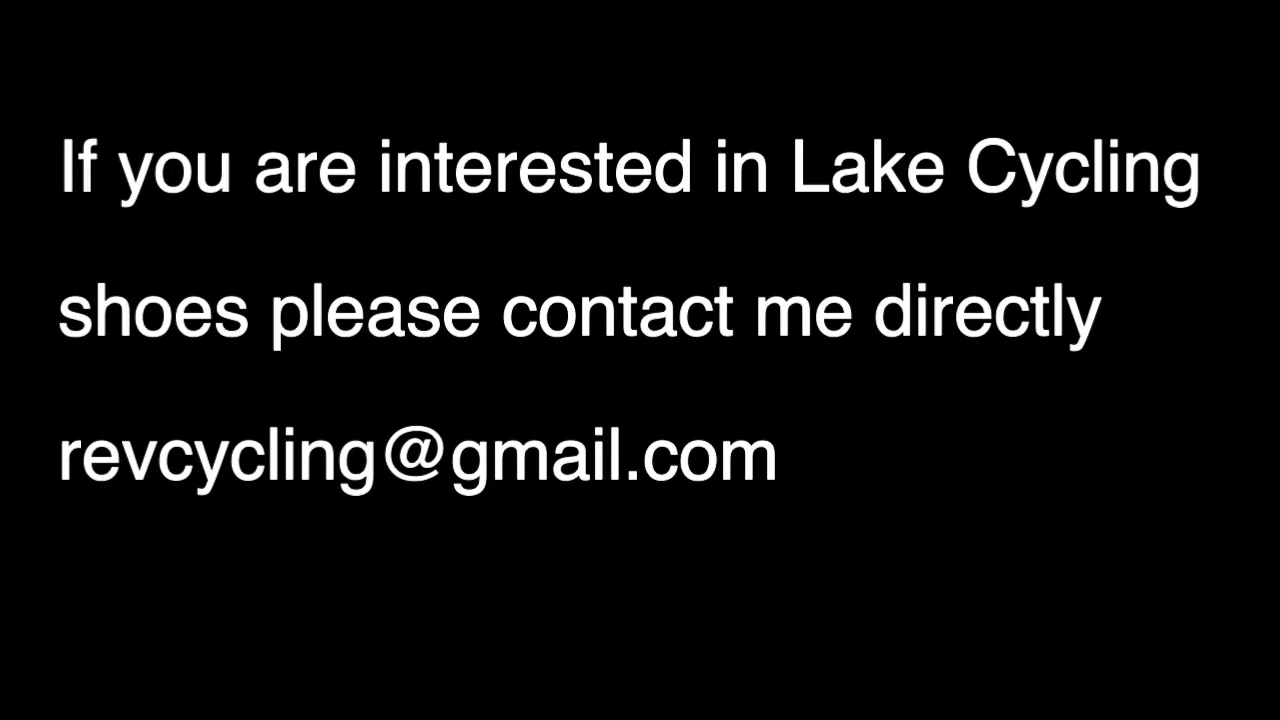 If you are interested in Lake Cycling
shoes please contact me directly
revcycling@gmail.com